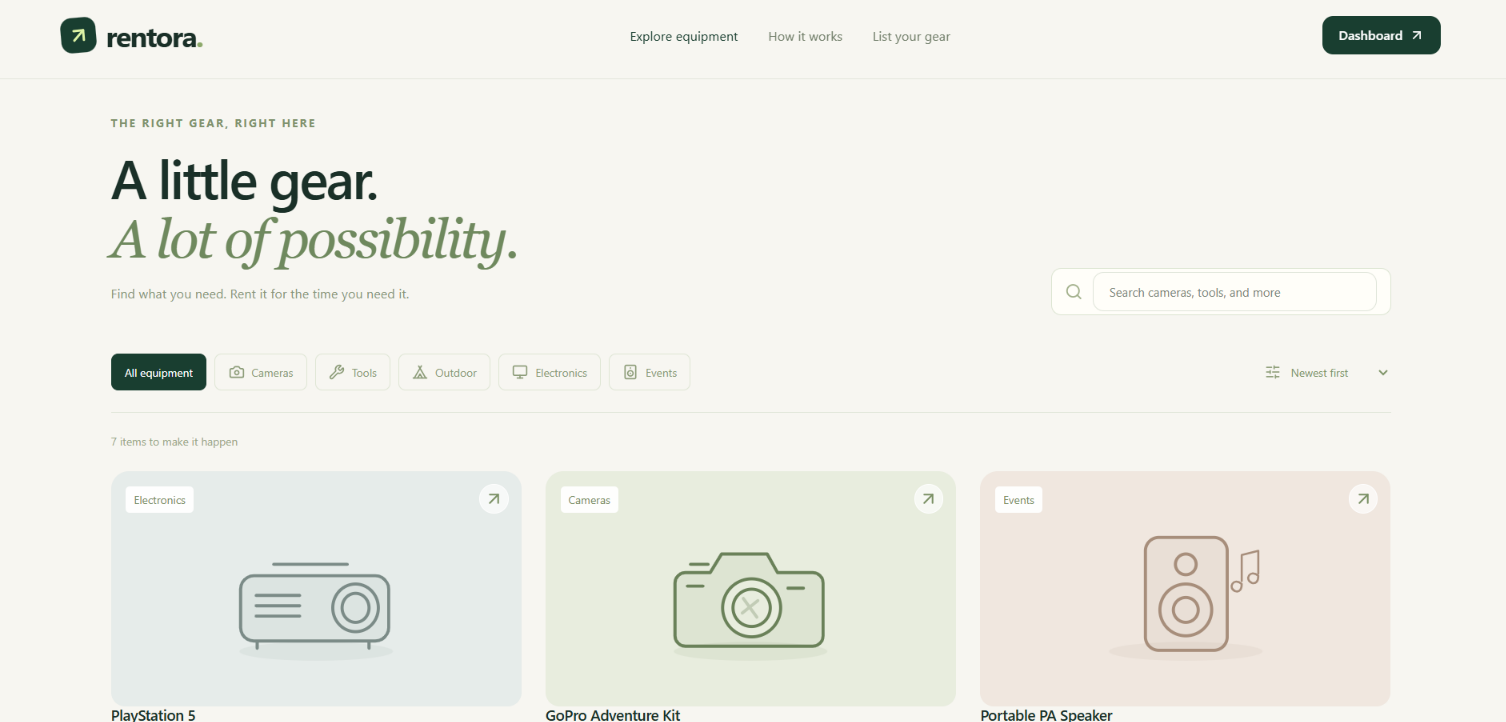 rentora.
Explore equipment
How it works
List your gear
Dashboard
THE RIGHT GEAR, RIGHT HERE
A little gear.
A lot of possibility.
Find what you need. Rent it for the time you need it.
Search cameras, tools, and more
All equipment
Cameras
Tools
Outdoor
Electronics
Events
Newest first
7 items to make it happen
Electronics
Cameras
Events
PlayStation 5
GoPro Adventure Kit
Portable PA Speaker